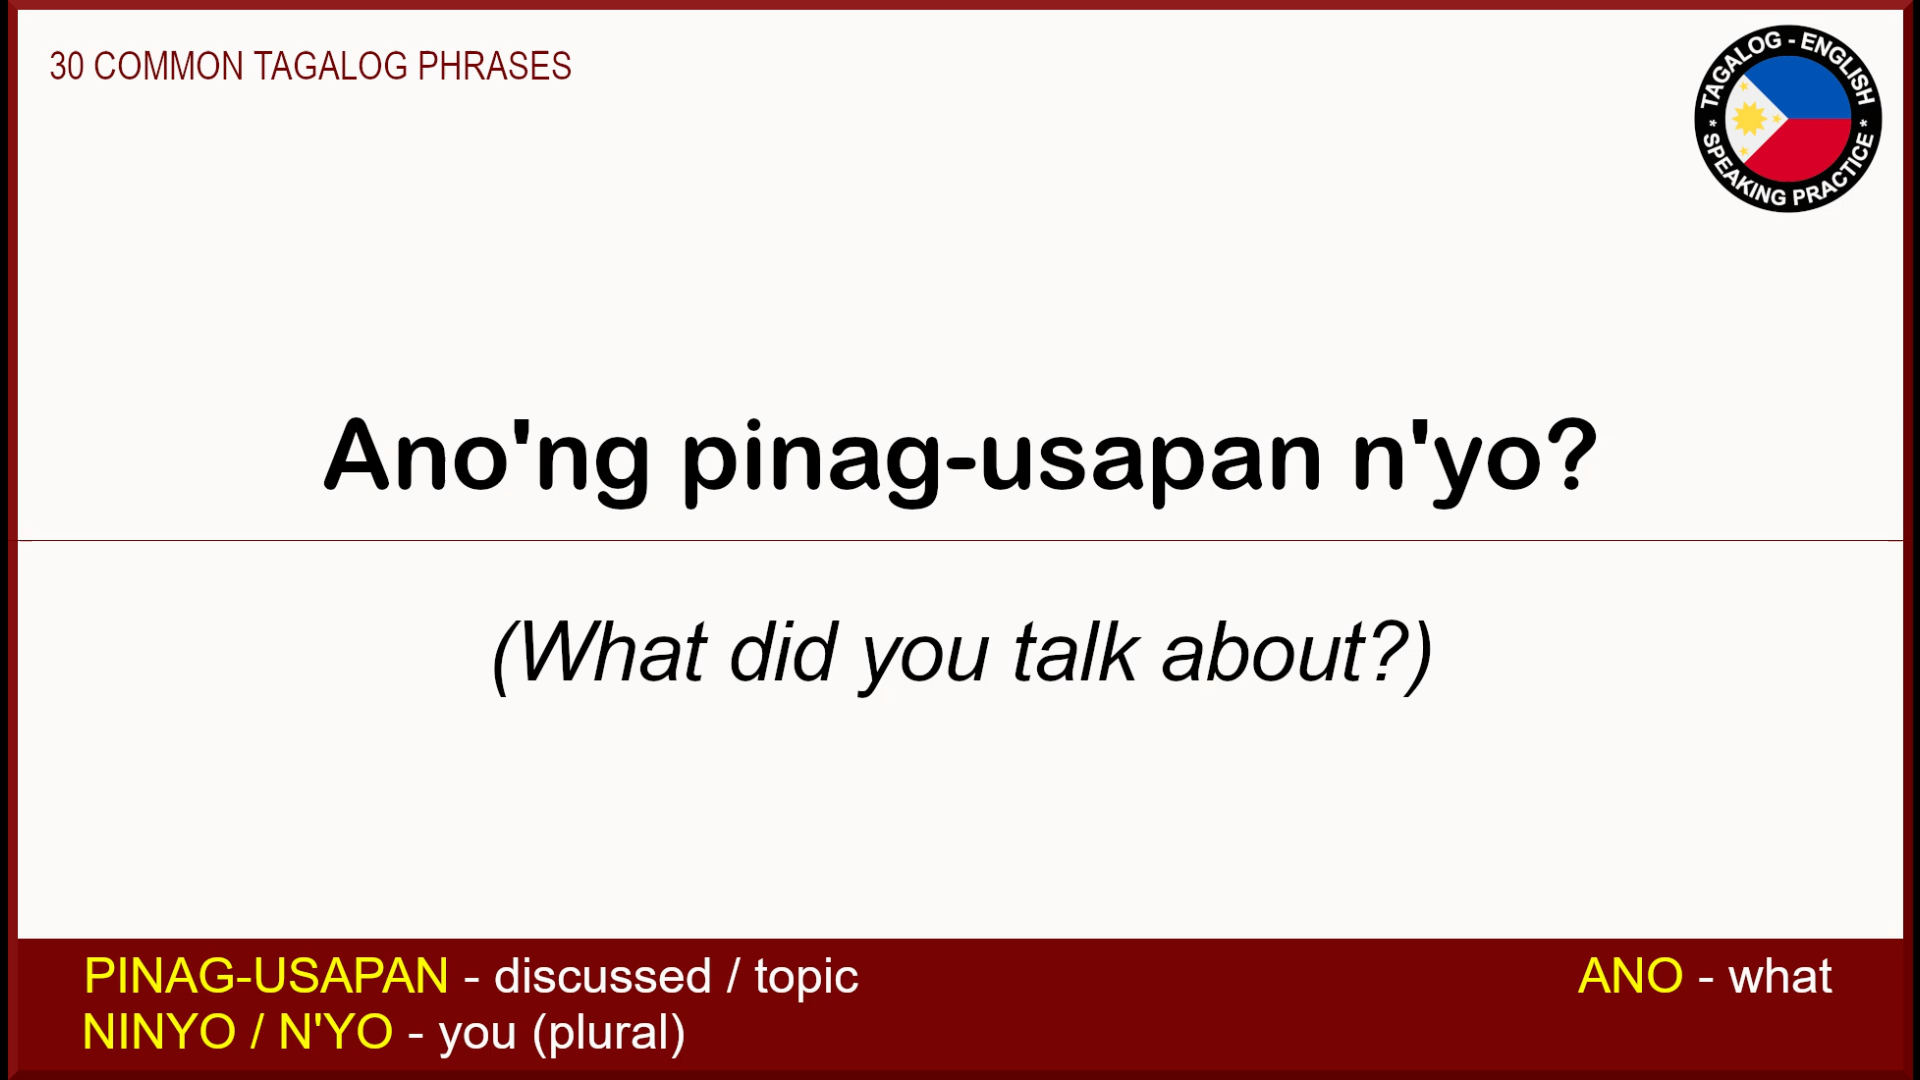 30 COMMON TAGALOG PHRASES
TAGALOG - ENGLISH
* SPEAKING PRACTICE *
Ano'ng pinag-usapan n'yo?
(What did you talk about?)
PINAG-USAPAN - discussed / topic
ANO - what
NINYO / N'YO - you (plural)